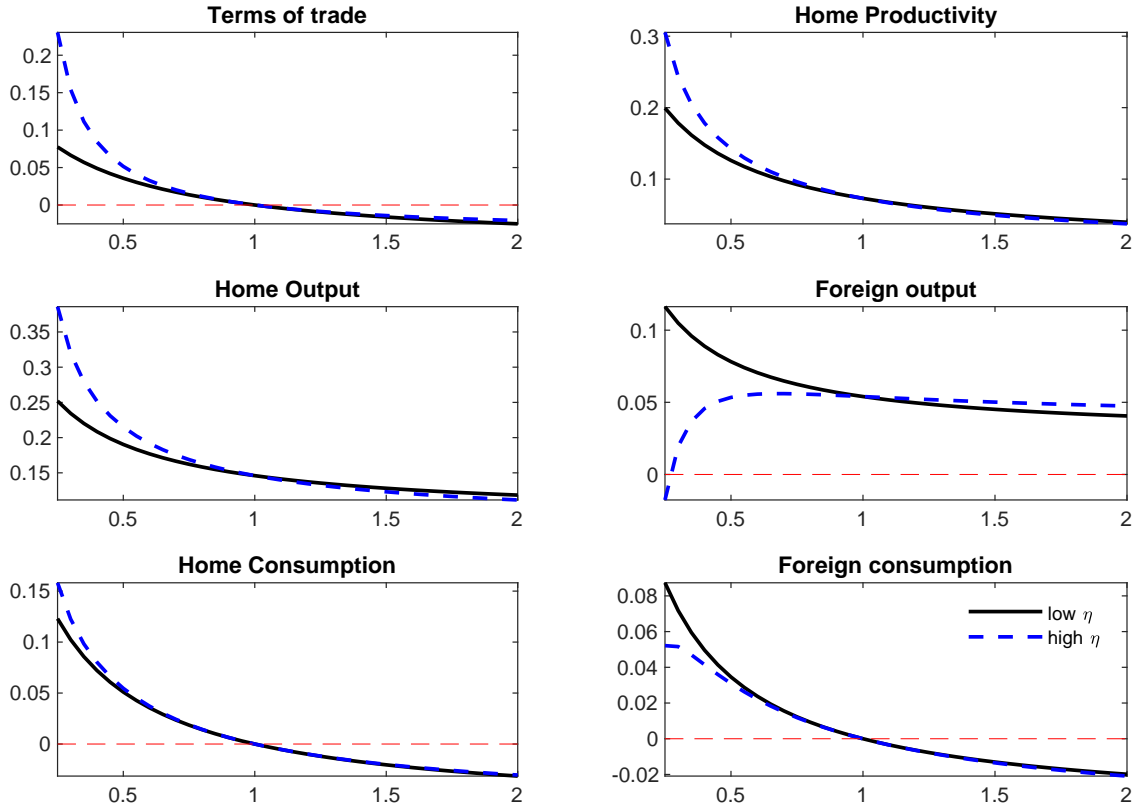 Terms of trade
0.2
0.15
0.1
0.05
0
0.5 1 1.5 2
Home Productivity
0.3
0.2
0.1
0.5 1 1.5 2
Home Output
0.35
0.3
0.25
0.2
0.15
0.5 1 1.5 2
Foreign output
0.1
0.05
0
0.5 1 1.5 2
Home Consumption
0.15
0.1
0.05
0
0.5 1 1.5 2
Foreign consumption
0.08
0.06
0.04
0.02
0
-0.02
low η
high η
0.5 1 1.5 2